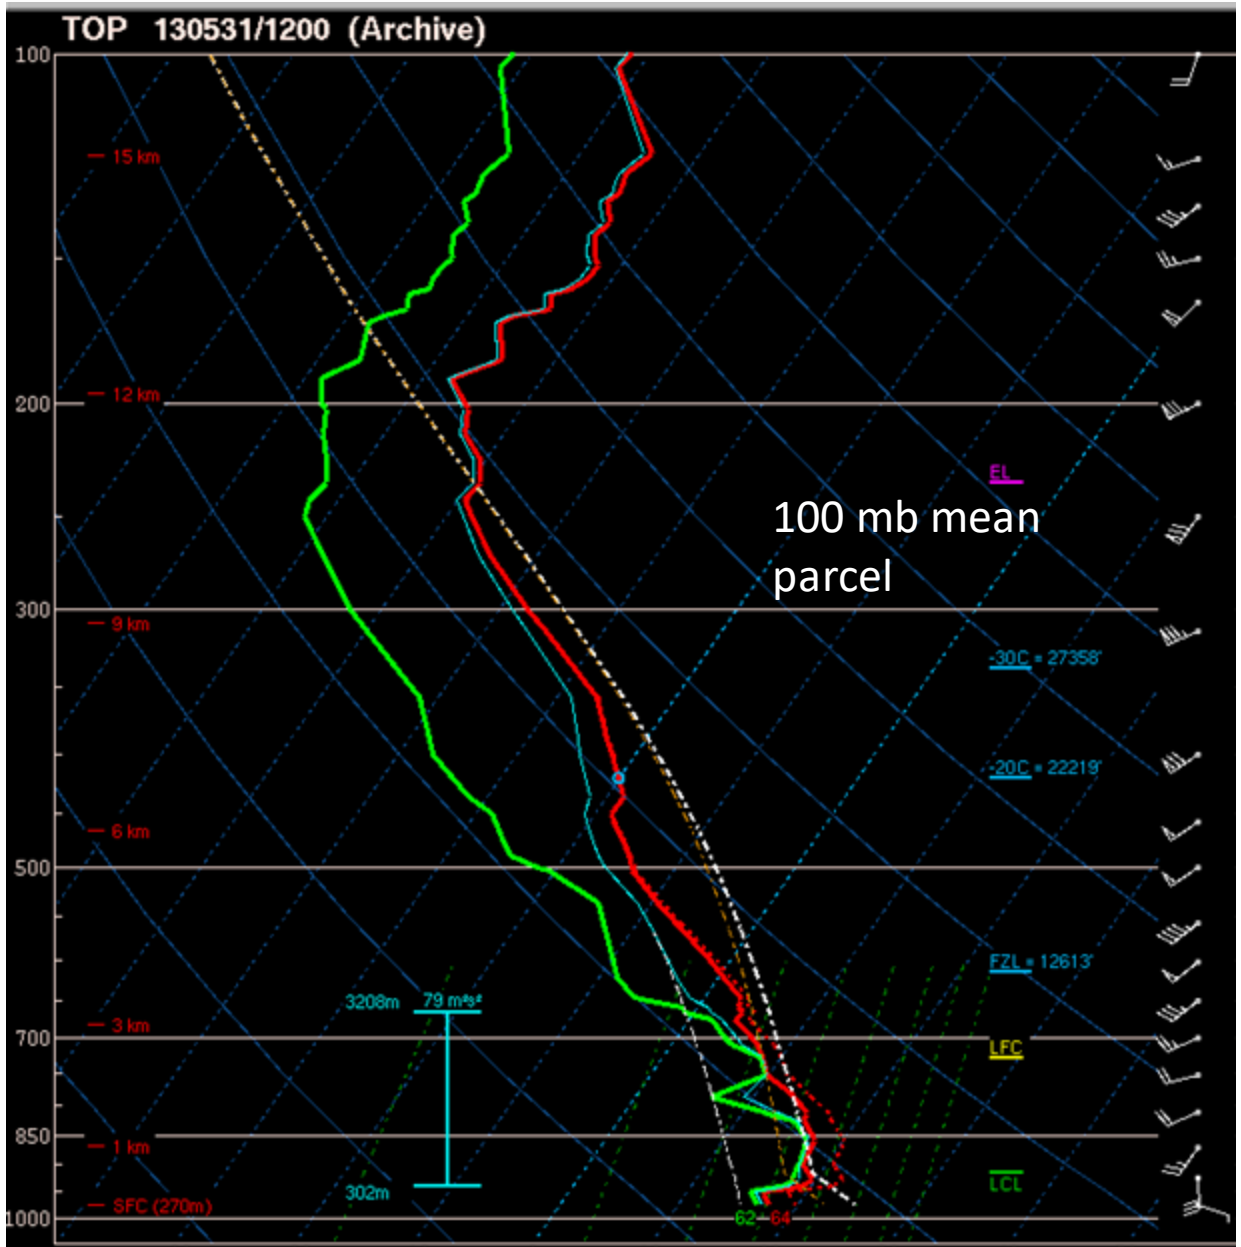 TOP 130531/1200 (Archive)
100
15 km
12 km
200
EL
100 mb mean
parcel
300
9 km
-30C = 27358'
-20C = 22219'
6 km
500
FZL = 12613'
3208m 79 m²s²
3 km
700
LFC
850
1 km
LCL
302m
SFC (270m)
1000
62 64